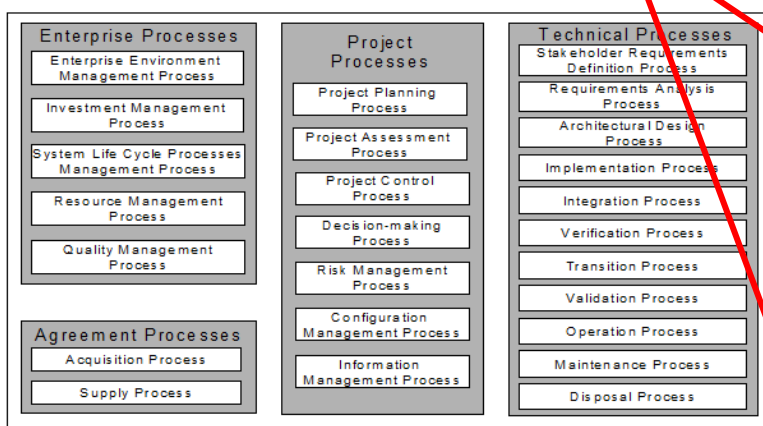 Enterprise Processes
Enterprise Environment
Management Process
Investment Management
Process
System Life Cycle Processes
Management Process
Resource Management
Process
Quality Management
Process
Agreement Processes
Acquisition Process
Supply Process
Project
Processes
Project Planning
Process
Project Assessment
Process
Project Control
Process
Decision-making
Process
Risk Management
Process
Configuration
Management Process
Information
Management Process
Technical Processes
Stakeholder Requirements
Definition Process
Requirements Analysis
Process
Architectural Design
Process
Implementation Process
Integration Process
Verification Process
Transition Process
Validation Process
Operation Process
Maintenance Process
Disposal Process